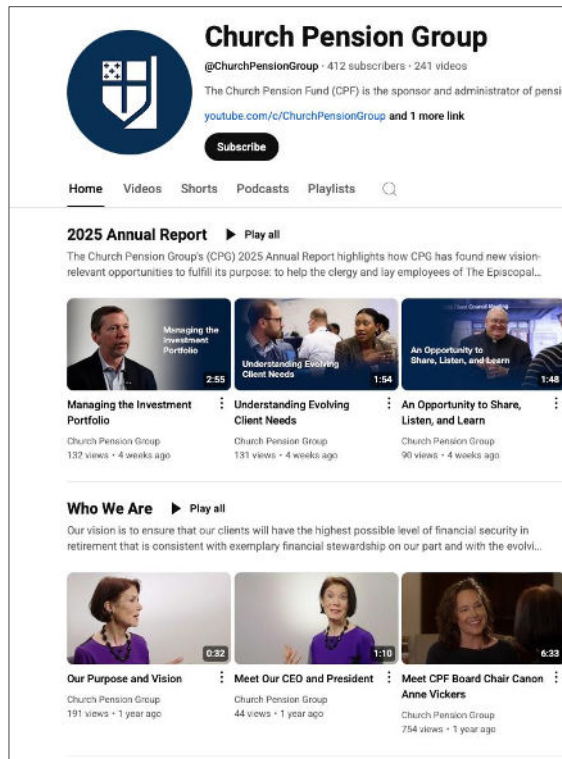 Church Pension Group
@ChurchPensionGroup · 412 subscribers · 241 videos
The Church Pension Fund (CPF) is the sponsor and administrator of pensi
youtube.com/c/ChurchPensionGroup and 1 more link
Subscribe
Home Videos Shorts Podcasts Playlists
2025 Annual Report Play all
The Church Pension Group's (CPG) 2025 Annual Report highlights how CPG has found new vision-
relevant opportunities to fulfill its purpose: to help the clergy and lay employees of The Episcopal...
Managing the
Investment
Portfolio
2:55
Understanding Evolving
Client Needs
1:54
Client Council Meeting
An Opportunity to
Share, Listen, and Learn
1:48
Managing the Investment
Portfolio
Church Pension Group
132 views • 4 weeks ago
Understanding Evolving
Client Needs
Church Pension Group
131 views • 4 weeks ago
An Opportunity to Share,
Listen, and Learn
Church Pension Group
90 views • 4 weeks ago
Who We Are Play all
Our vision is to ensure that our clients will have the highest possible level of financial security in
retirement that is consistent with exemplary financial stewardship on our part and with the evolvi...
0:32
1:10
6:33
Our Purpose and Vision
Church Pension Group
191 views • 1 year ago
Meet Our CEO and President
Church Pension Group
44 views • 1 year ago
Meet CPF Board Chair Canon
Anne Vickers
Church Pension Group
754 views • 1 year ago